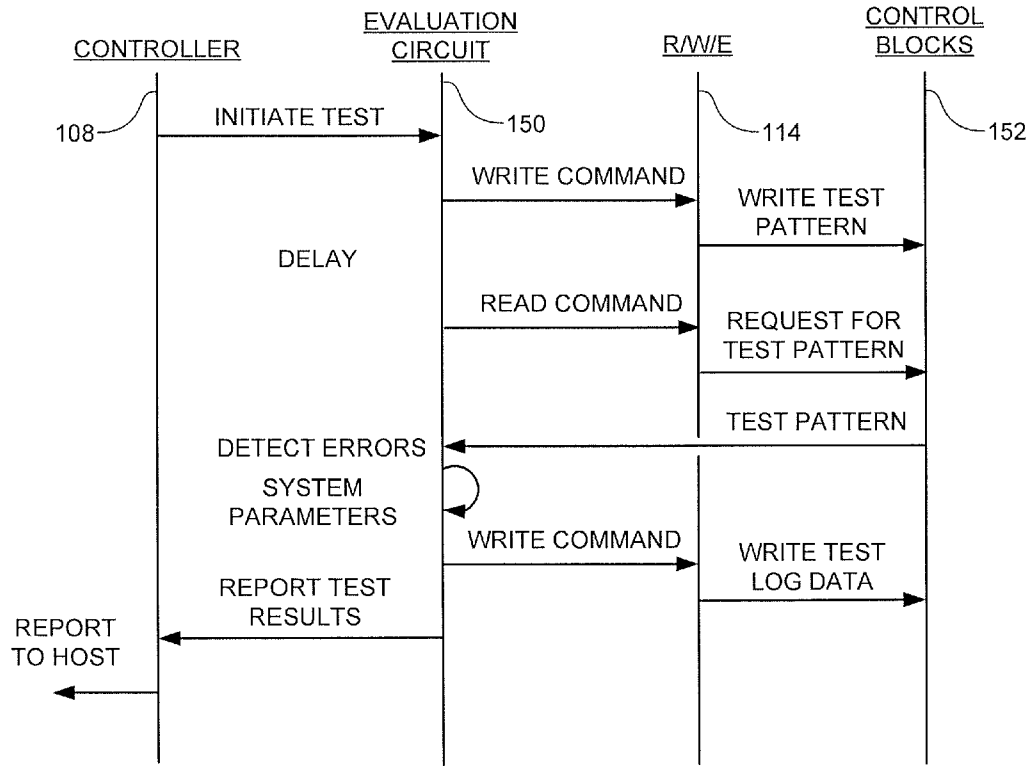 CONTROLLER
EVALUATION
CIRCUIT
R/W/E
CONTROL
BLOCKS
108
INITIATE TEST
150
114
152
WRITE COMMAND
WRITE TEST
PATTERN
DELAY
READ COMMAND
REQUEST FOR
TEST PATTERN
TEST PATTERN
DETECT ERRORS
SYSTEM
PARAMETERS
WRITE COMMAND
WRITE TEST
LOG DATA
REPORT TEST
RESULTS
REPORT
TO HOST